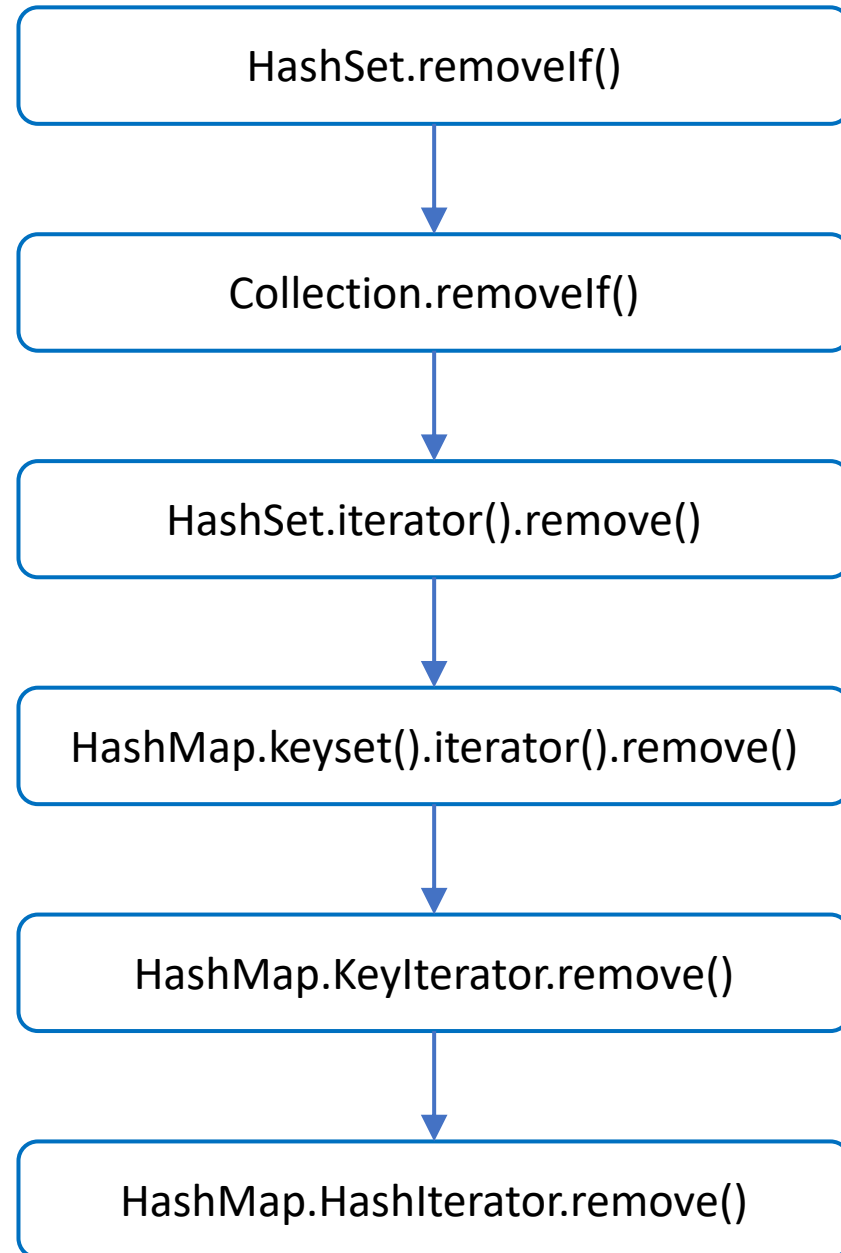 HashSet.removeIf()
Collection.removeIf()
HashSet.iterator().remove()
HashMap.keyset().iterator().remove()
HashMap.KeyIterator.remove()
HashMap.HashIterator.remove()